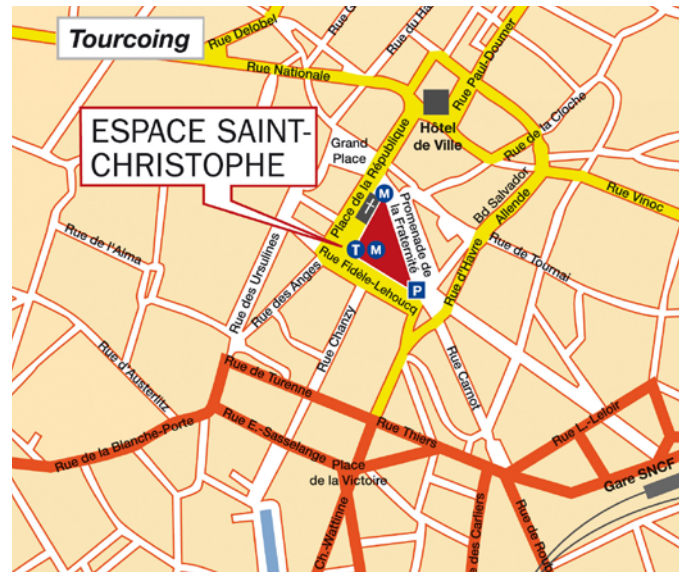 Tourcoing
Rue Delobel
Rue Nationale
Rue du Ha
Rue Paul-Doumer
ESPACE SAINT-
CHRISTOPHE
Grand
Place
Hôtel
de Ville
Rue de la Cloche
Place de la République
M
Promenade de
la Fraternité
Bd Salvador
Allende
Rue Vinoc
Rue de l'Alma
Rue des Ursulines
Rue des Anges
T
M
P
Rue Fidèle-Lehoucq
Rue d'Havre
Rue de Tournai
Rue Chanzy
Rue d'Austerlitz
Rue de Turenne
Rue Carnot
Rue Thiers
Rue L.-Leloir
Rue de la Blanche-Porte
Rue E.-Sasselange
Place
de la Victoire
Gare SNCF
Ch.-Wattinne
e des Carliers
Rue de Roub